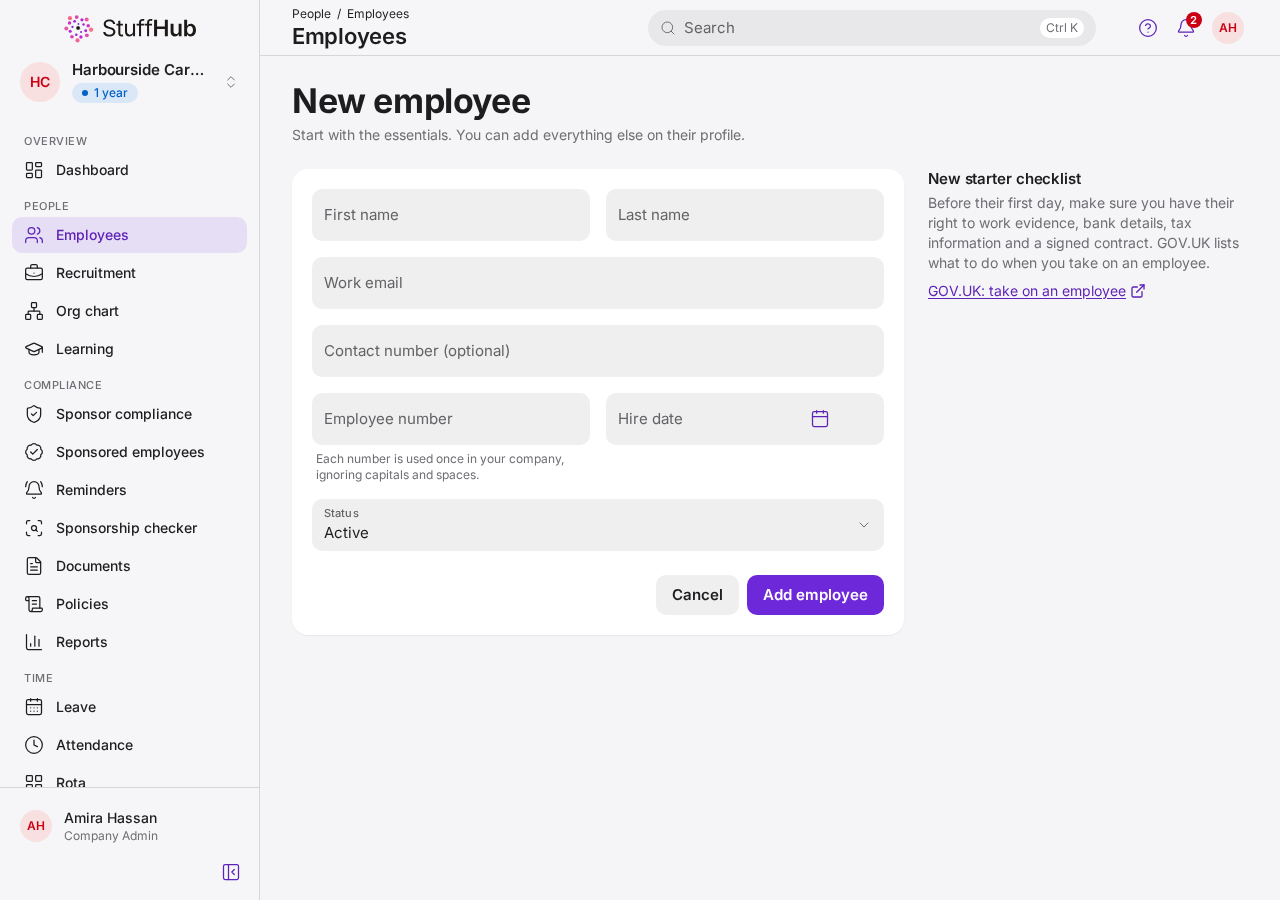 StuffHub
HC
Harbourside Car...
1 year
OVERVIEW
Dashboard
PEOPLE
Employees
Recruitment
Org chart
Learning
COMPLIANCE
Sponsor compliance
Sponsored employees
Reminders
Sponsorship checker
Documents
Policies
Reports
TIME
Leave
Attendance
Rota
AH
Amira Hassan
Company Admin
People / Employees
Employees
Search
Ctrl K
2
AH
New employee
Start with the essentials. You can add everything else on their profile.
First name
Last name
Work email
Contact number (optional)
Employee number
Hire date
Each number is used once in your company,
ignoring capitals and spaces.
Status
Active
Cancel
Add employee
New starter checklist
Before their first day, make sure you have their
right to work evidence, bank details, tax
information and a signed contract. GOV.UK lists
what to do when you take on an employee.
GOV.UK: take on an employee